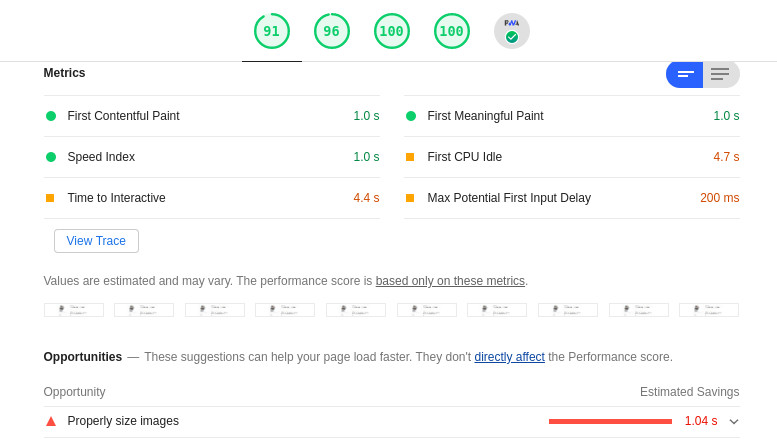 91 96 100 100 PWA
Metrics
First Contentful Paint 1.0 s First Meaningful Paint 1.0 s
Speed Index 1.0 s First CPU Idle 4.7 s
Time to Interactive 4.4 s Max Potential First Input Delay 200 ms
View Trace
Values are estimated and may vary. The performance score is based only on these metrics.
Opportunities — These suggestions can help your page load faster. They don't directly affect the Performance score.
Opportunity Estimated Savings
Properly size images 1.04 s